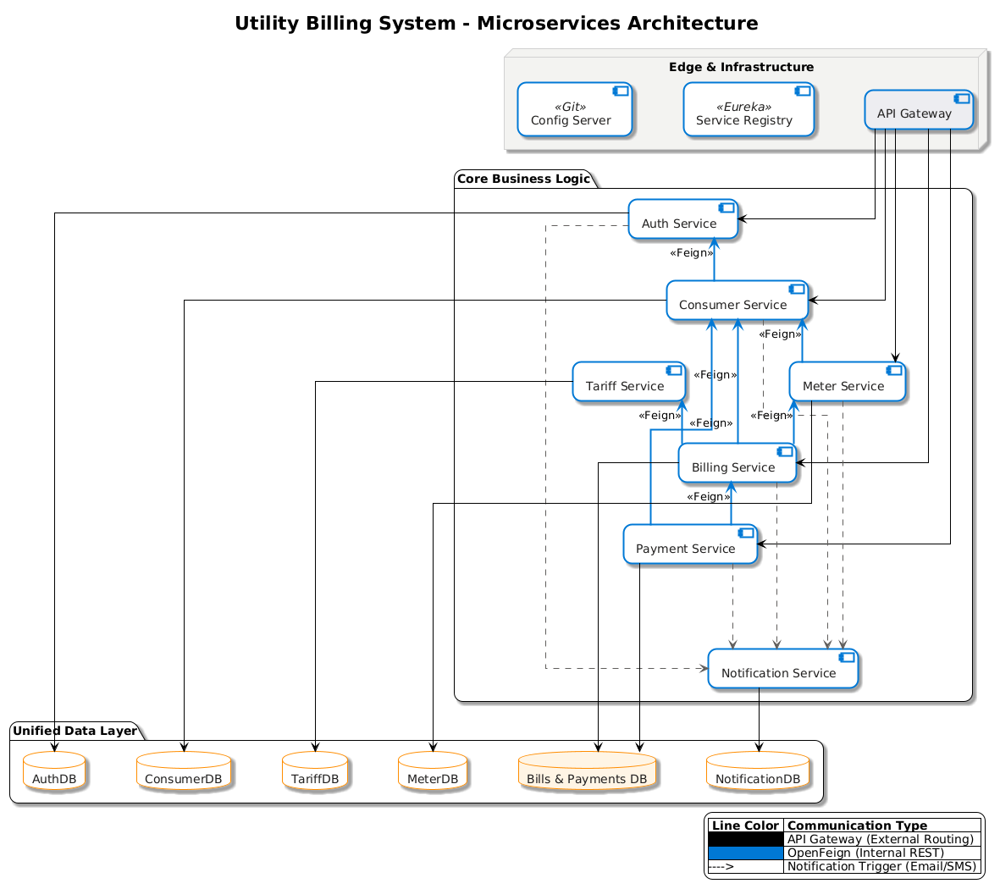 Utility Billing System - Microservices Architecture
Edge & Infrastructure
«Git»
Config Server
«Eureka»
Service Registry
API Gateway
Core Business Logic
Auth Service
«Feign»
Consumer Service
«Feign»
«Feign»
Tariff Service
Meter Service
«Feign»
«Feign»
«Feign»
Billing Service
«Feign»
Payment Service
Notification Service
Unified Data Layer
AuthDB
ConsumerDB
TariffDB
MeterDB
Bills & Payments DB
NotificationDB
Line Color Communication Type
API Gateway (External Routing)
OpenFeign (Internal REST)
----> Notification Trigger (Email/SMS)